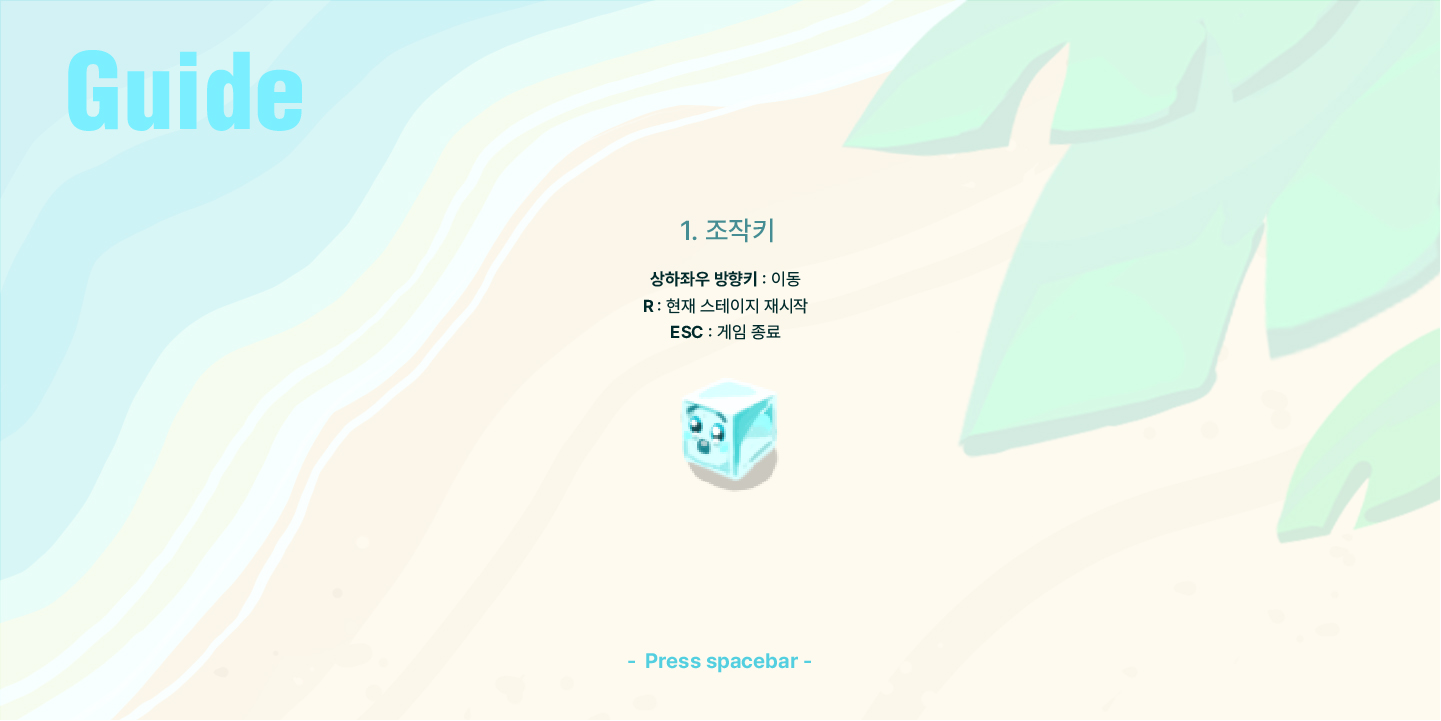 Guide
1. 조작키
상하좌우 방향키 : 이동
R : 현재 스테이지 재시작
ESC : 게임 종료
- Press spacebar -